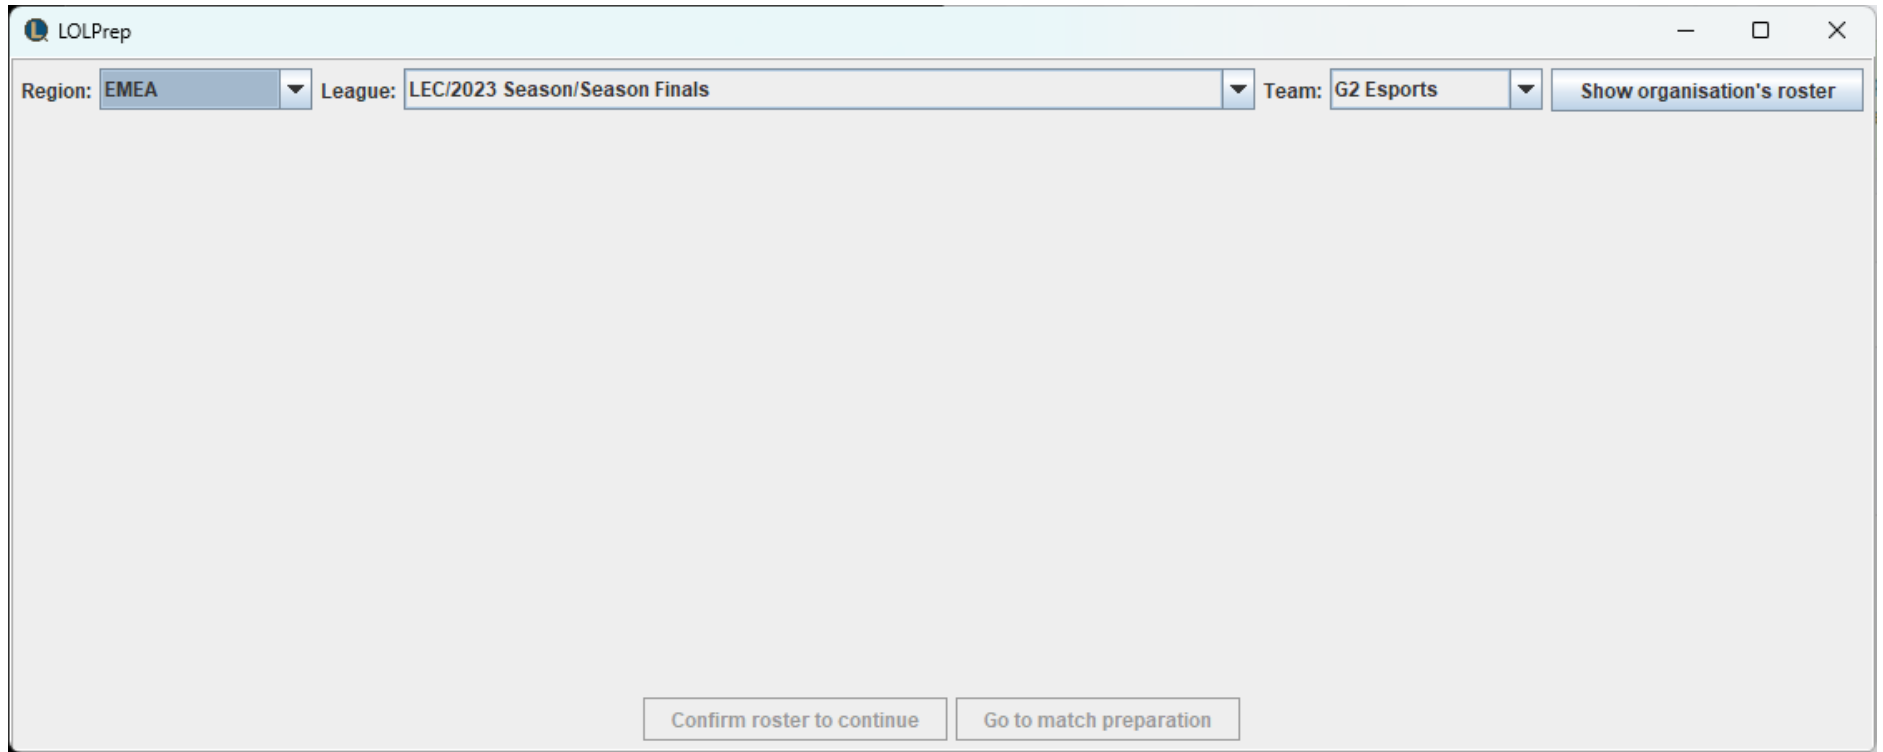 LOLPrep
Region: EMEA League: LEC/2023 Season/Season Finals Team: G2 Esports Show organisation's roster
Confirm roster to continue Go to match preparation